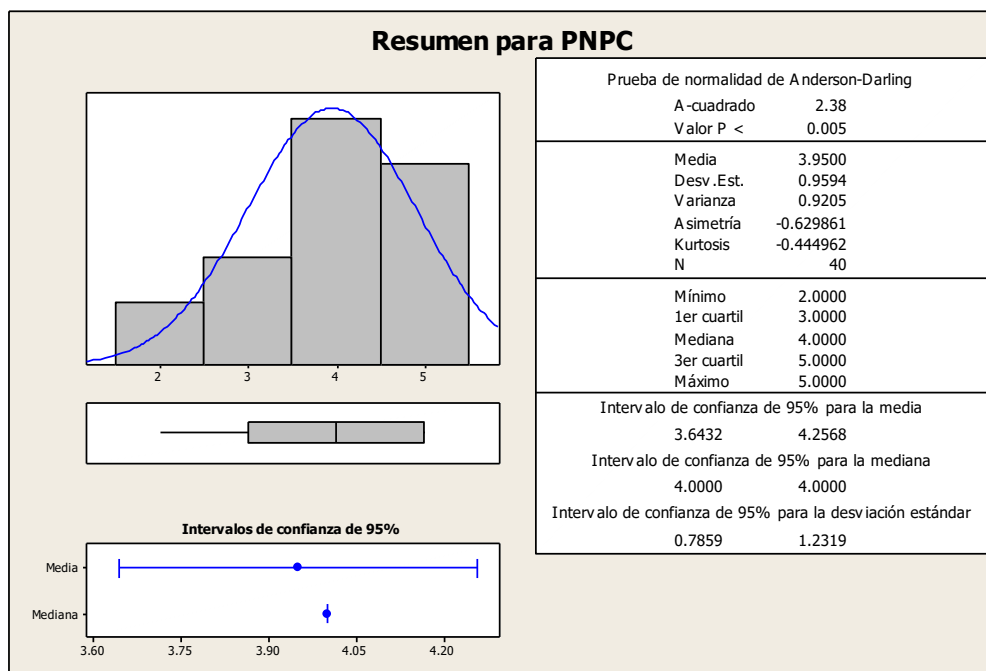 Resumen para PNPC
2 3 4 5
Intervalos de confianza de 95%
Media
Mediana
3.60 3.75 3.90 4.05 4.20
Prueba de normalidad de Anderson-Darling
A-cuadrado 2.38
Valor P < 0.005
Media 3.9500
Desv.Est. 0.9594
Varianza 0.9205
Asimetría -0.629861
Kurtosis -0.444962
N 40
Mínimo 2.0000
1er cuartil 3.0000
Mediana 4.0000
3er cuartil 5.0000
Máximo 5.0000
Intervalo de confianza de 95% para la media
3.6432 4.2568
Intervalo de confianza de 95% para la mediana
4.0000 4.0000
Intervalo de confianza de 95% para la desviación estándar
0.7859 1.2319